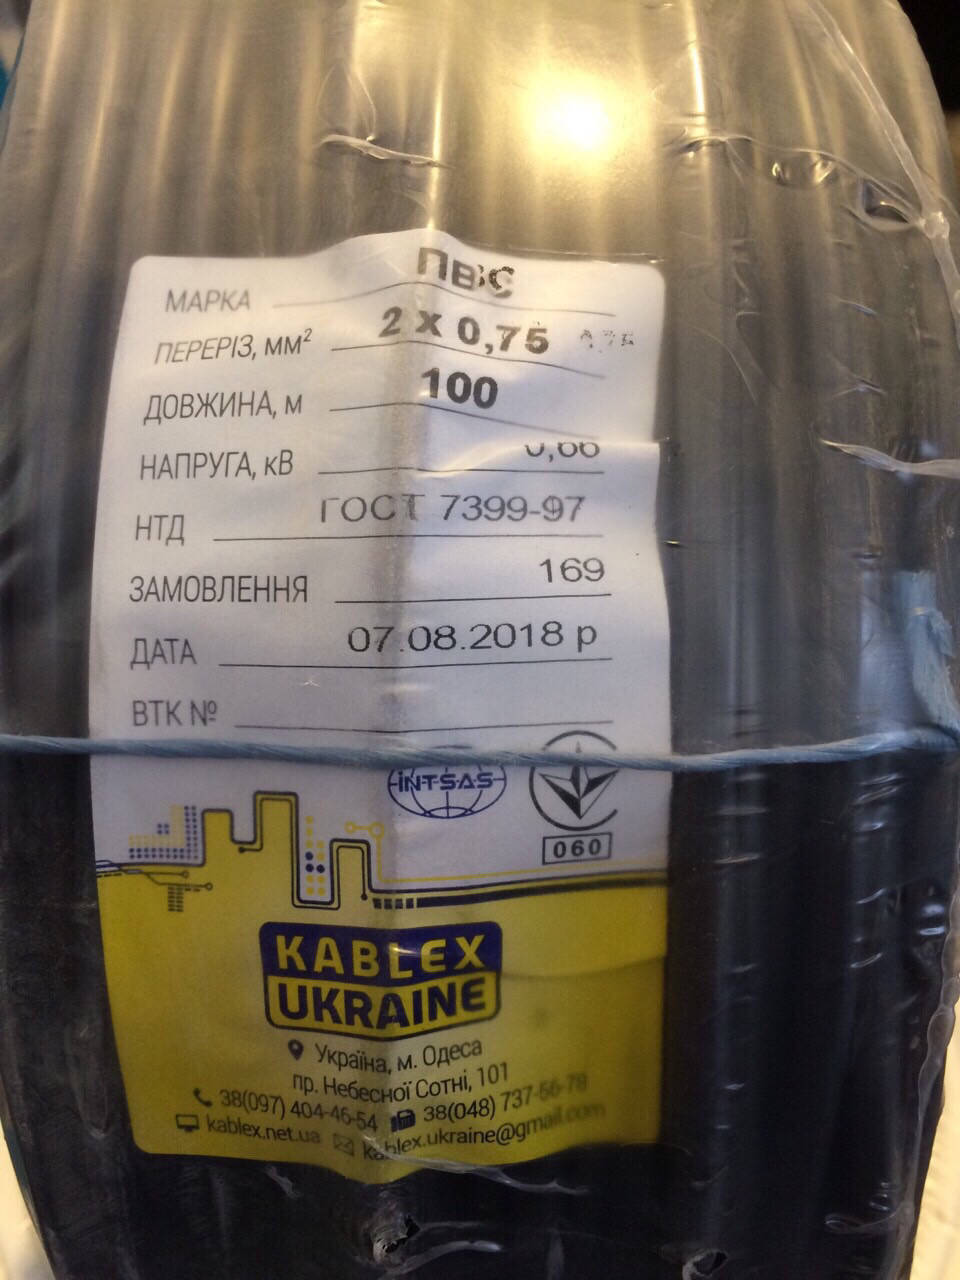 МАРКА ПВС
ПЕРЕРІЗ, мм² 2 х 0,75 0,75
ДОВЖИНА, м 100
НАПРУГА, кВ 0,66
НТД ГОСТ 7399-97
ЗАМОВЛЕННЯ 169
ДАТА 07.08.2018 р
ВТК №
INTSAS
060
KABLEX
UKRAINE
Україна, м. Одеса
пр. Небесної Сотні, 101
38(097) 404-46-54 38(048) 737-56-78
kablex.net.ua kablex.ukraine@gmail.com